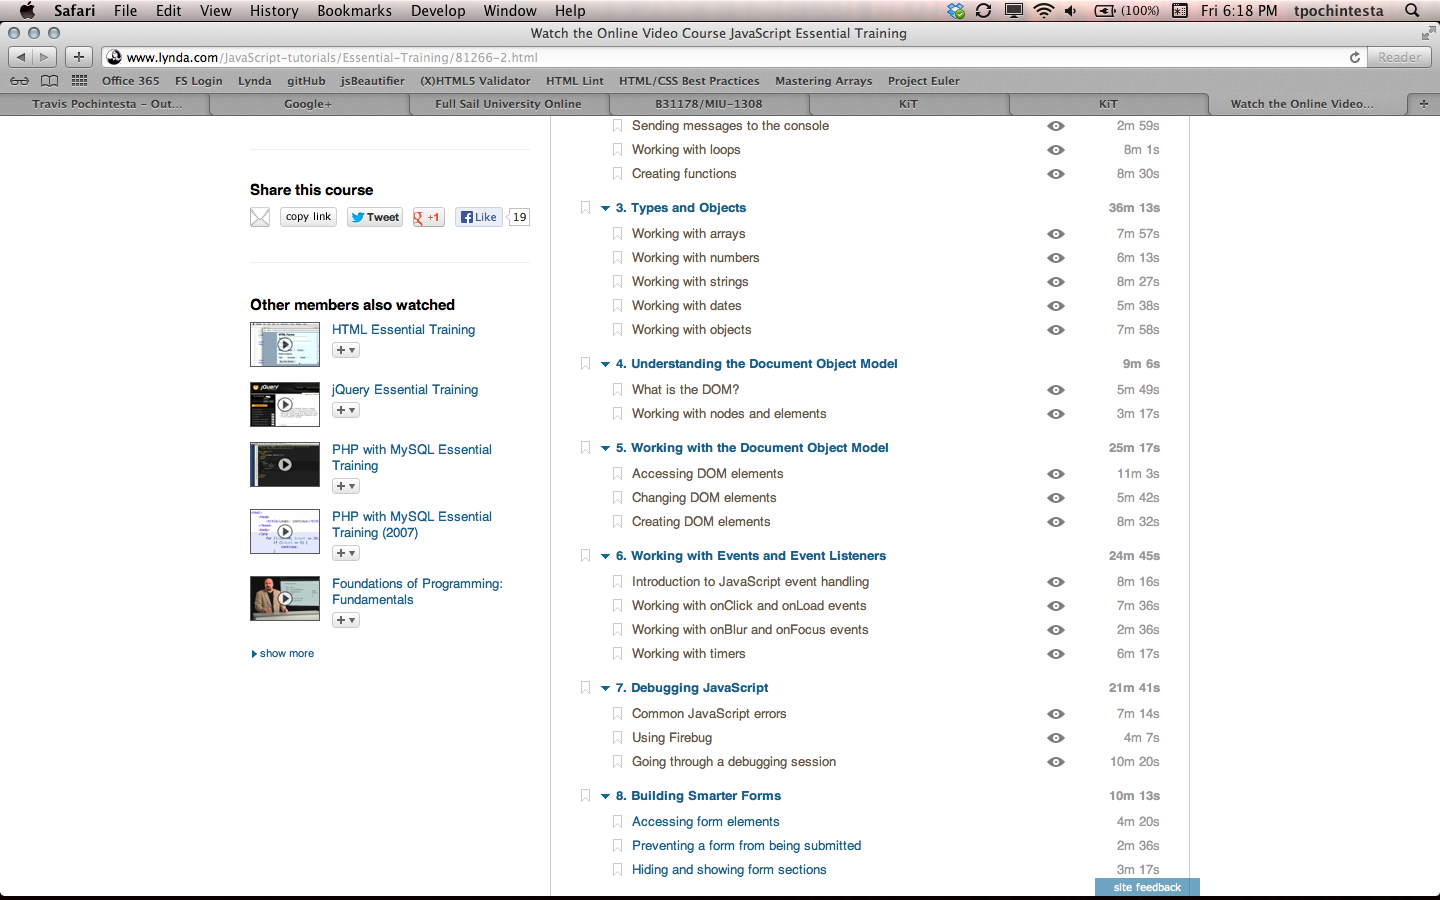 Safari File Edit View History Bookmarks Develop Window Help (100%) Fri 6:18 PM tpochintesta
Watch the Online Video Course JavaScript Essential Training
www.lynda.com/JavaScript-tutorials/Essential-Training/81266-2.html Reader
Office 365 FS Login Lynda gitHub jsBeautifier (X)HTML5 Validator HTML Lint HTML/CSS Best Practices Mastering Arrays Project Euler
Travis Pochintesta – Out... Google+ Full Sail University Online B31178/MIU-1308 KiT KiT Watch the Online Video...
Share this course
copy link Tweet +1 Like 19
Other members also watched
HTML Essential Training
jQuery Essential Training
PHP with MySQL Essential
Training
PHP with MySQL Essential
Training (2007)
Foundations of Programming:
Fundamentals
show more
Sending messages to the console 2m 59s
Working with loops 8m 1s
Creating functions 8m 30s
3. Types and Objects 36m 13s
Working with arrays 7m 57s
Working with numbers 6m 13s
Working with strings 8m 27s
Working with dates 5m 38s
Working with objects 7m 58s
4. Understanding the Document Object Model 9m 6s
What is the DOM? 5m 49s
Working with nodes and elements 3m 17s
5. Working with the Document Object Model 25m 17s
Accessing DOM elements 11m 3s
Changing DOM elements 5m 42s
Creating DOM elements 8m 32s
6. Working with Events and Event Listeners 24m 45s
Introduction to JavaScript event handling 8m 16s
Working with onClick and onLoad events 7m 36s
Working with onBlur and onFocus events 2m 36s
Working with timers 6m 17s
7. Debugging JavaScript 21m 41s
Common JavaScript errors 7m 14s
Using Firebug 4m 7s
Going through a debugging session 10m 20s
8. Building Smarter Forms 10m 13s
Accessing form elements 4m 20s
Preventing a form from being submitted 2m 36s
Hiding and showing form sections 3m 17s
site feedback